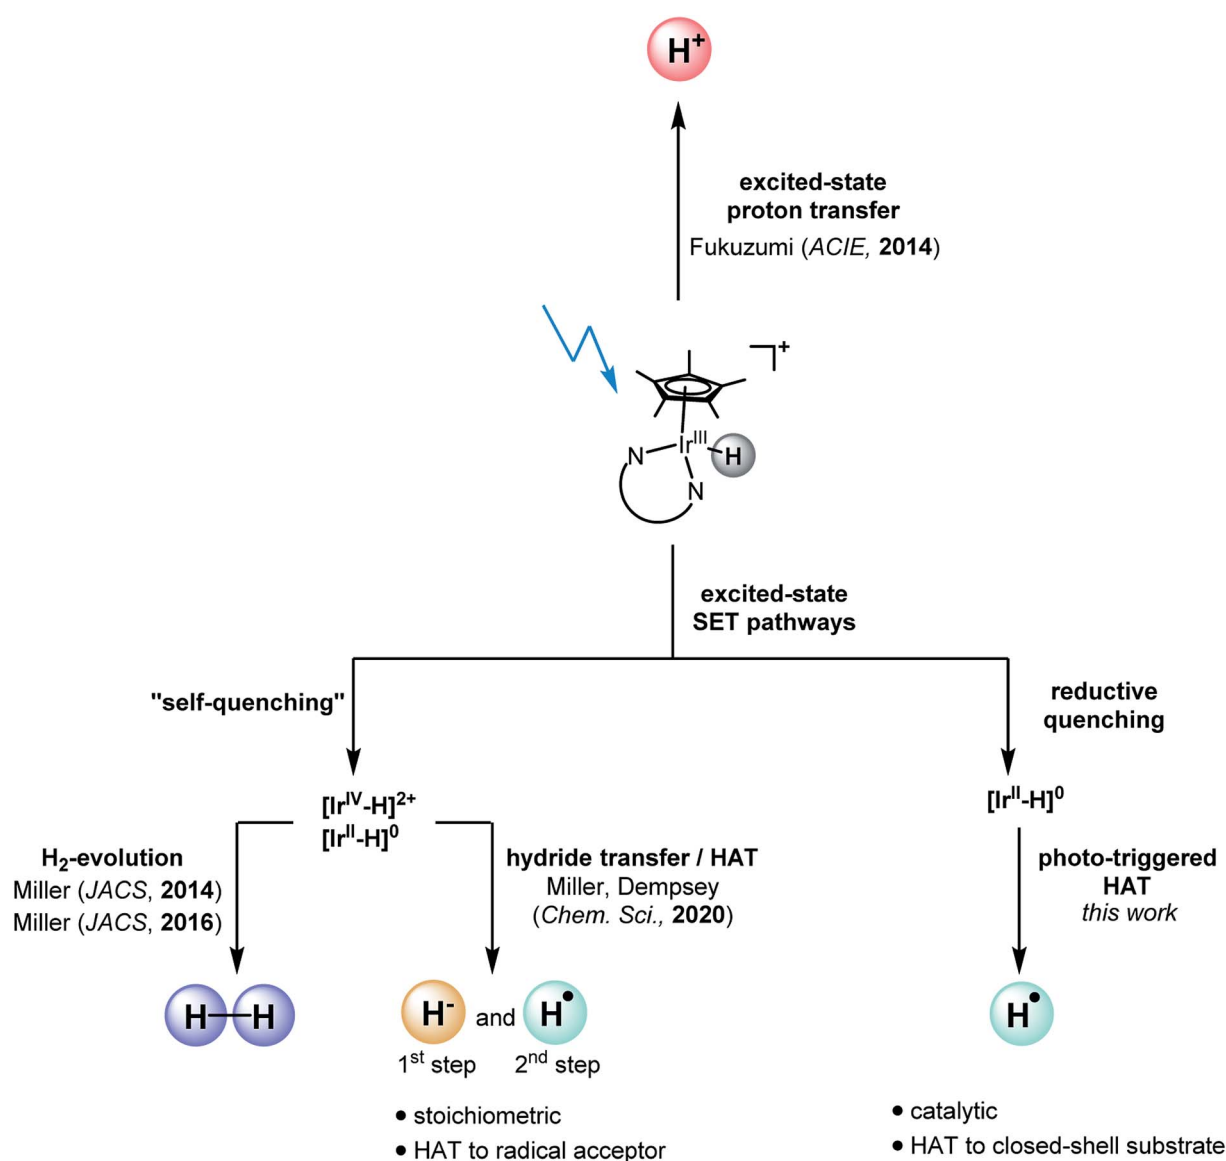 H⁺
excited-state
proton transfer
Fukuzumi (ACIE, 2014)
+
Irᴵᴵᴵ
N
H
N
excited-state
SET pathways
"self-quenching"
reductive
quenching
[Irᴵⱽ-H]²⁺
[Irᴵᴵ-H]⁰
[Irᴵᴵ-H]⁰
H₂-evolution
Miller (JACS, 2014)
Miller (JACS, 2016)
hydride transfer / HAT
Miller, Dempsey
(Chem. Sci., 2020)
photo-triggered
HAT
this work
H–H
H⁻ and H•
1ˢᵗ step 2ⁿᵈ step
H•
• stoichiometric
• HAT to radical acceptor
• catalytic
• HAT to closed-shell substrate